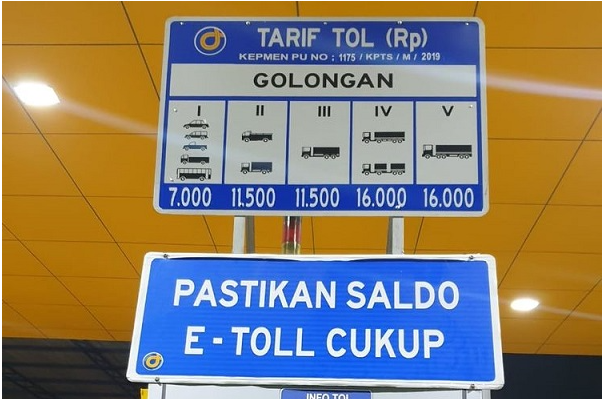 TARIF TOL (Rp)
KEPMEN PU NO : 1175 / KPTS / M / 2019
GOLONGAN
I II III IV V
7.000 11.500 11.500 16.000 16.000
PASTIKAN SALDO
E - TOLL CUKUP
INFO TOL